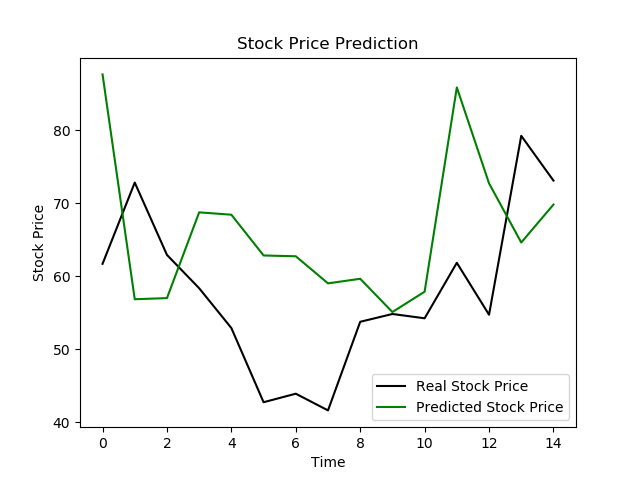 Stock Price Prediction
80
70
60
50
40
Stock Price
Real Stock Price
Predicted Stock Price
0 2 4 6 8 10 12 14
Time